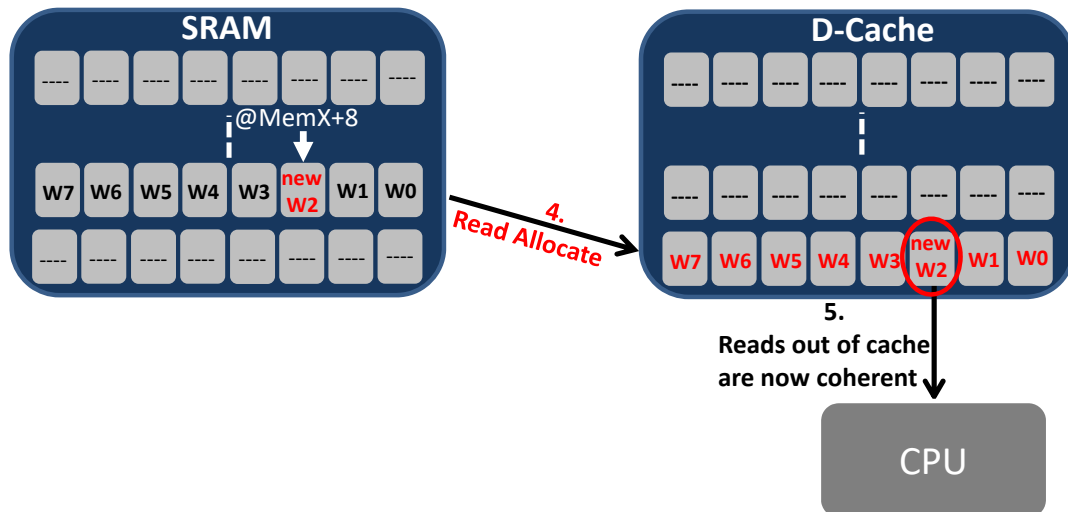 SRAM
---- ---- ---- ---- ---- ---- ---- ----
@MemX+8
W7 W6 W5 W4 W3 new W2 W1 W0
---- ---- ---- ---- ---- ---- ---- ----
4.
Read Allocate
D-Cache
---- ---- ---- ---- ---- ---- ---- ----
---- ---- ---- ---- ---- ---- ---- ----
W7 W6 W5 W4 W3 new W2 W1 W0
5.
Reads out of cache
are now coherent
CPU